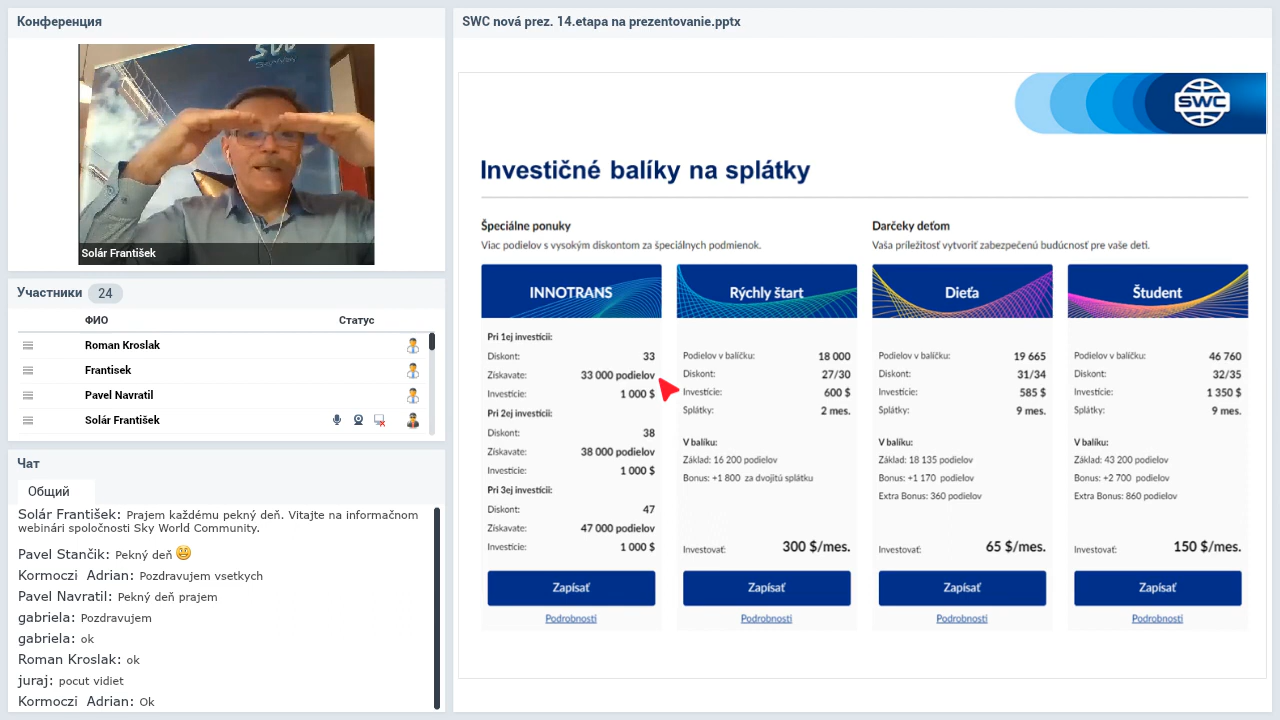 Конференция
Solár František
Участники 24
ФИО Статус
Roman Kroslak
Frantisek
Pavel Navratil
Solár František
Чат
Общий
Solár František: Prajem každému pekný deň. Vitajte na informačnom
webinári spoločnosti Sky World Community.
Pavel Stančik: Pekný deň
Kormoczi Adrian: Pozdravujem vsetkych
Pavel Navratil: Pekný deň prajem
gabriela: Pozdravujem
gabriela: ok
Roman Kroslak: ok
juraj: pocut vidiet
Kormoczi Adrian: Ok
SWC nová prez. 14.etapa na prezentovanie.pptx
SWC
Investičné balíky na splátky
Špeciálne ponuky
Viac podielov s vysokým diskontom za špeciálnych podmienok.
Darčeky deťom
Vaša príležitosť vytvoriť zabezpečenú budúcnosť pre vaše deti.
INNOTRANS
Pri 1ej investícii:
Diskont: 33
Získavate: 33 000 podielov
Investície: 1 000 $
Pri 2ej investícii:
Diskont: 38
Získavate: 38 000 podielov
Investície: 1 000 $
Pri 3ej investícii:
Diskont: 47
Získavate: 47 000 podielov
Investície: 1 000 $
Zapísať
Podrobnosti
Rýchly štart
Podielov v balíčku: 18 000
Diskont: 27/30
Investície: 600 $
Splátky: 2 mes.
V balíku:
Základ: 16 200 podielov
Bonus: +1 800 za dvojitú splátku
Investovať: 300 $/mes.
Zapísať
Podrobnosti
Dieťa
Podielov v balíčku: 19 665
Diskont: 31/34
Investície: 585 $
Splátky: 9 mes.
V balíku:
Základ: 18 135 podielov
Bonus: +1 170 podielov
Extra Bonus: 360 podielov
Investovať: 65 $/mes.
Zapísať
Podrobnosti
Študent
Podielov v balíčku: 46 760
Diskont: 32/35
Investície: 1 350 $
Splátky: 9 mes.
V balíku:
Základ: 43 200 podielov
Bonus: +2 700 podielov
Extra Bonus: 860 podielov
Investovať: 150 $/mes.
Zapísať
Podrobnosti